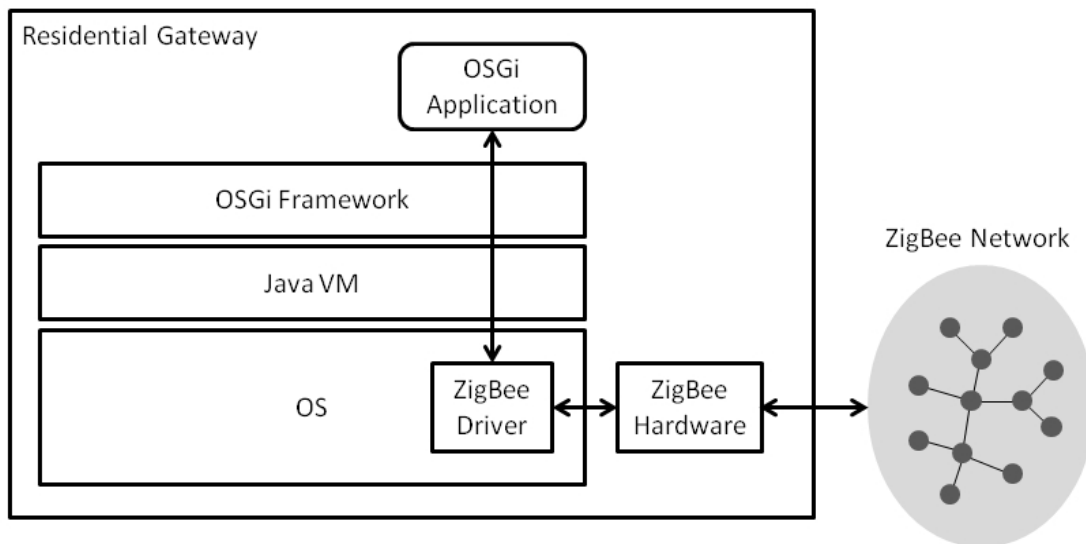 Residential Gateway
OSGi
Application
OSGi Framework
Java VM
OS
ZigBee
Driver
ZigBee
Hardware
ZigBee Network